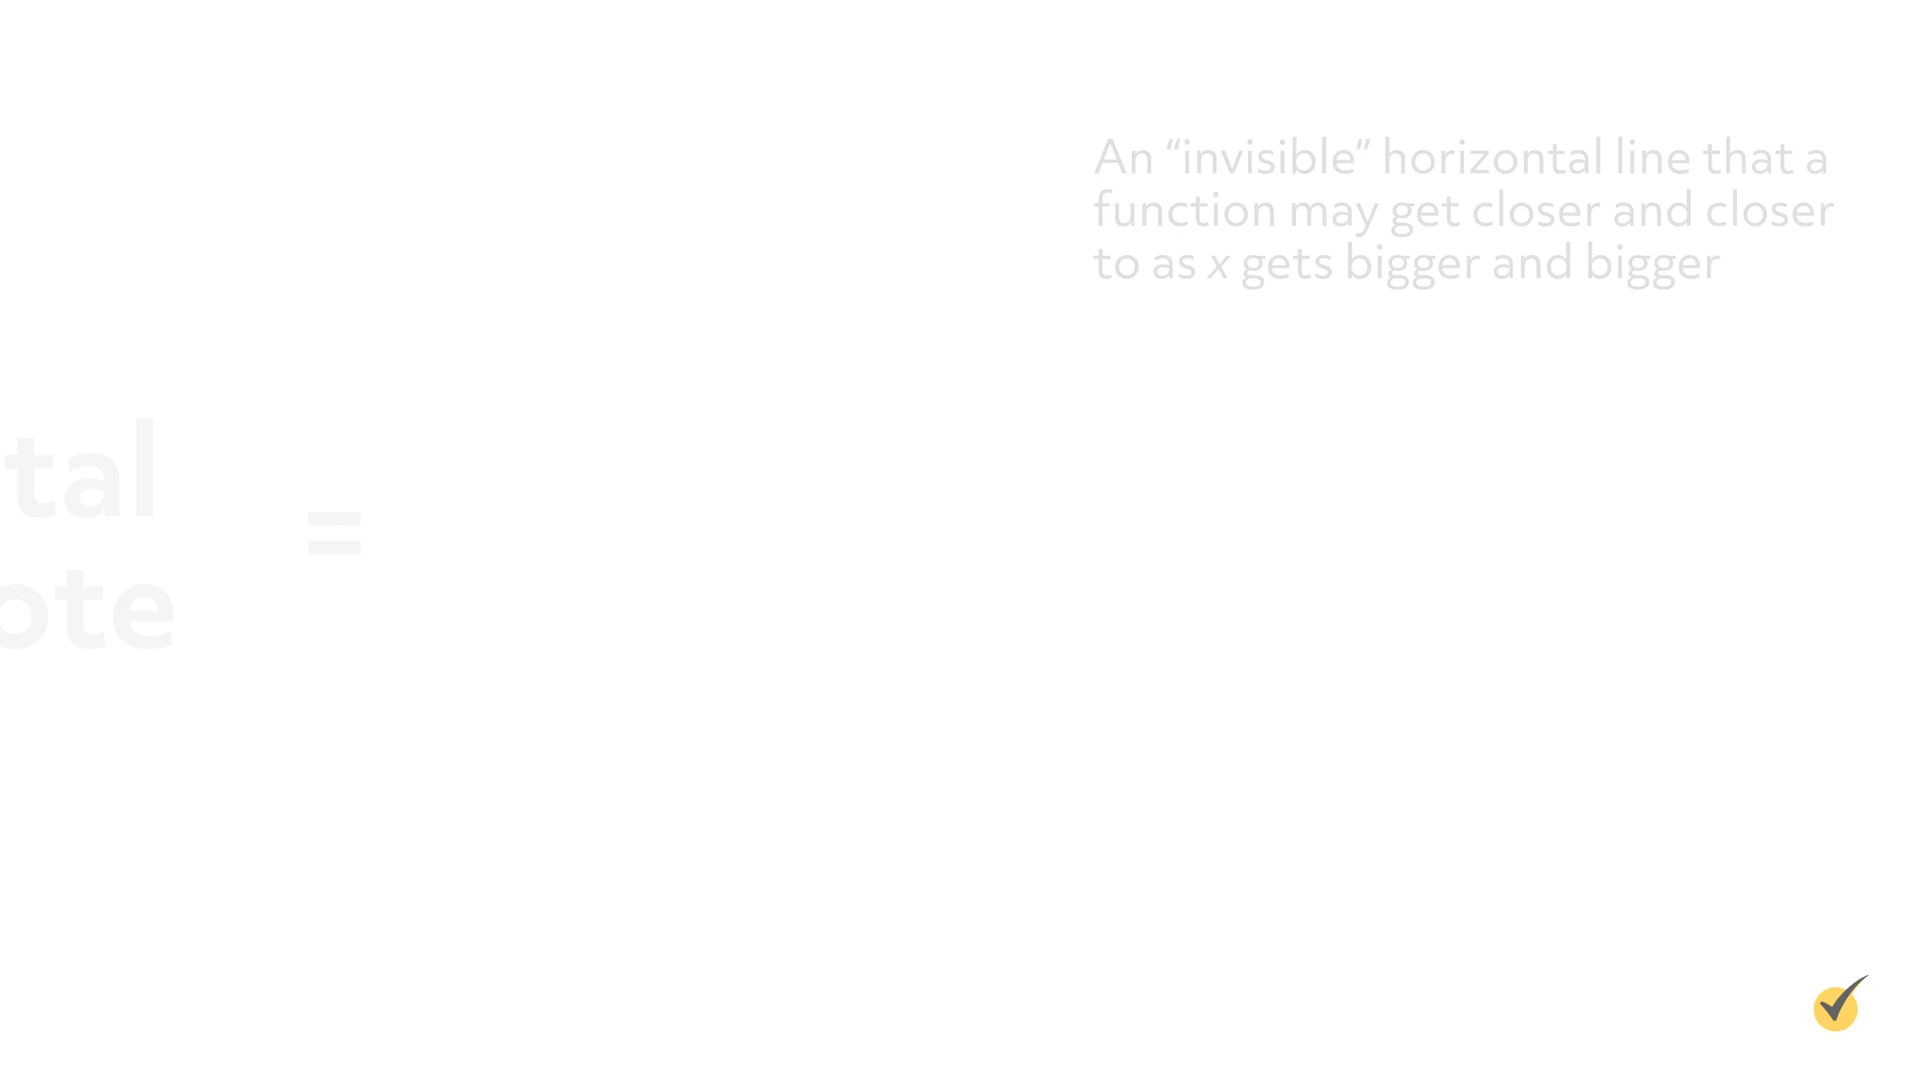 tal
ote
=
An “invisible” horizontal line that a
function may get closer and closer
to as x gets bigger and bigger